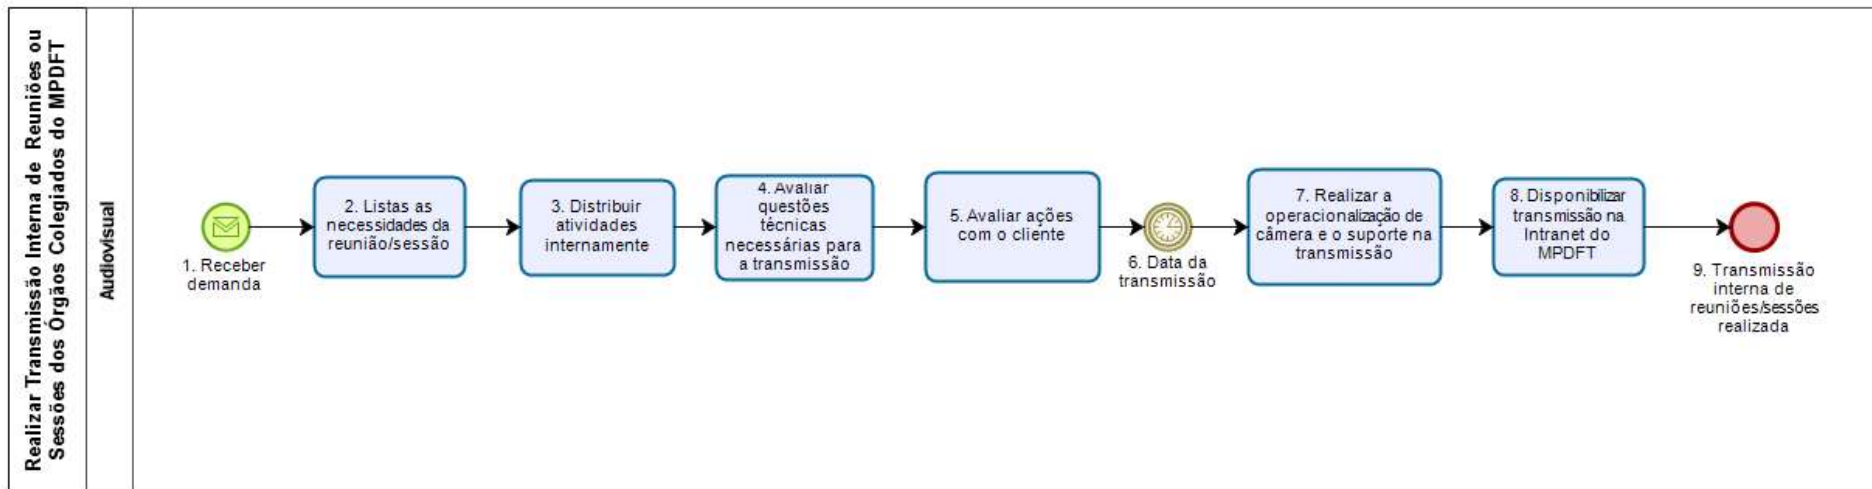 Realizar Transmissão Interna de Reuniões ou
Sessões dos Órgãos Colegiados do MPDFT
Audiovisual
1. Receber
demanda
2. Listas as
necessidades da
reunião/sessão
3. Distribuir
atividades
internamente
4. Avaliar
questões
técnicas
necessárias para
a transmissão
5. Avaliar ações
com o cliente
6. Data da
transmissão
7. Realizar a
operacionalização de
câmera e o suporte na
transmissão
8. Disponibilizar
transmissão na
Intranet do
MPDFT
9. Transmissão
interna de
reuniões/sessões
realizada